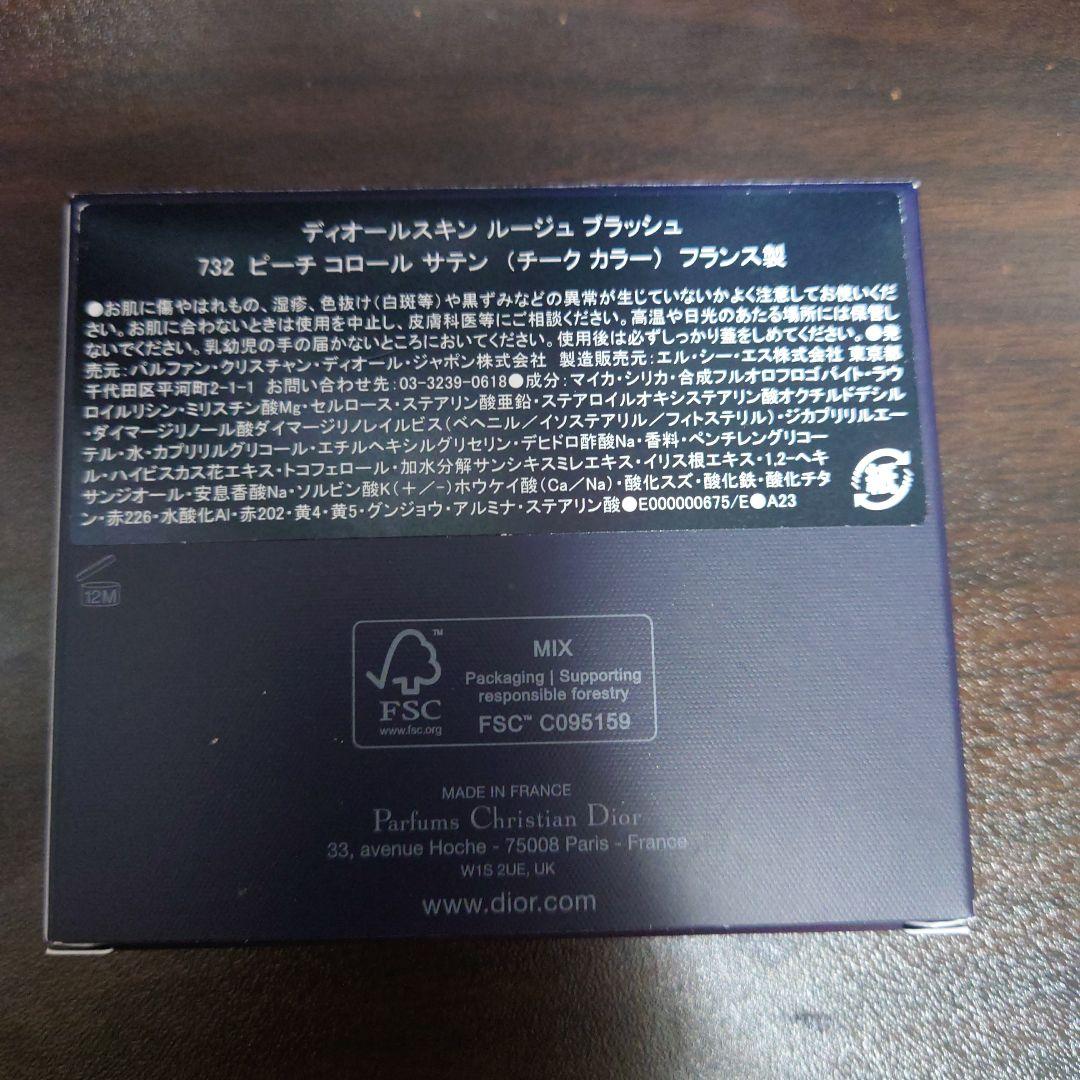 ディオールスキン ルージュ ブラッシュ
732 ピーチ コロール サテン (チーク カラー) フランス製
●お肌に傷やはれもの、湿疹、色抜け(白斑等)や黒ずみなどの異常が生じていないかよく注意してお使いくだ
さい。お肌に合わないときは使用を中止し、皮膚科医等にご相談ください。高温や日光のあたる場所には保管し
ないでください。乳幼児の手の届かないところにおいてください。使用後は必ずしっかり蓋をしめてください。●発
売元:パルファン・クリスチャン・ディオール・ジャポン株式会社 製造販売元:エル・シー・エス株式会社 東京都
千代田区平河町2-1-1 お問い合わせ先:03-3239-0618●成分:マイカ・シリカ・合成フルオロフロゴパイト・ラウ
ロイルリシン・ミリスチン酸Mg・セルロース・ステアリン酸亜鉛・ステアロイルオキシステアリン酸オクチルドデシル
・ダイマージリノール酸ダイマージリノレイルビス(ベヘニル/イソステアリル/フィトステリル)・ジカプリリルエー
テル・水・カプリリルグリコール・エチルヘキシルグリセリン・デヒドロ酢酸Na・香料・ペンチレングリコー
ル・ハイビスカス花エキス・トコフェロール・加水分解サンシキスミレエキス・イリス根エキス・1,2-ヘキ
サンジオール・安息香酸Na・ソルビン酸K(+/-)ホウケイ酸(Ca/Na)・酸化スズ・酸化鉄・酸化チタ
ン・赤226・水酸化Al・赤202・黄4・黄5・グンジョウ・アルミナ・ステアリン酸●E000000675/E●A23
紙
12M
FSC
www.fsc.org
TM
MIX
Packaging | Supporting
responsible forestry
FSC™ C095159
MADE IN FRANCE
Parfums Christian Dior
33, avenue Hoche - 75008 Paris - France
W1S 2UE, UK
www.dior.com